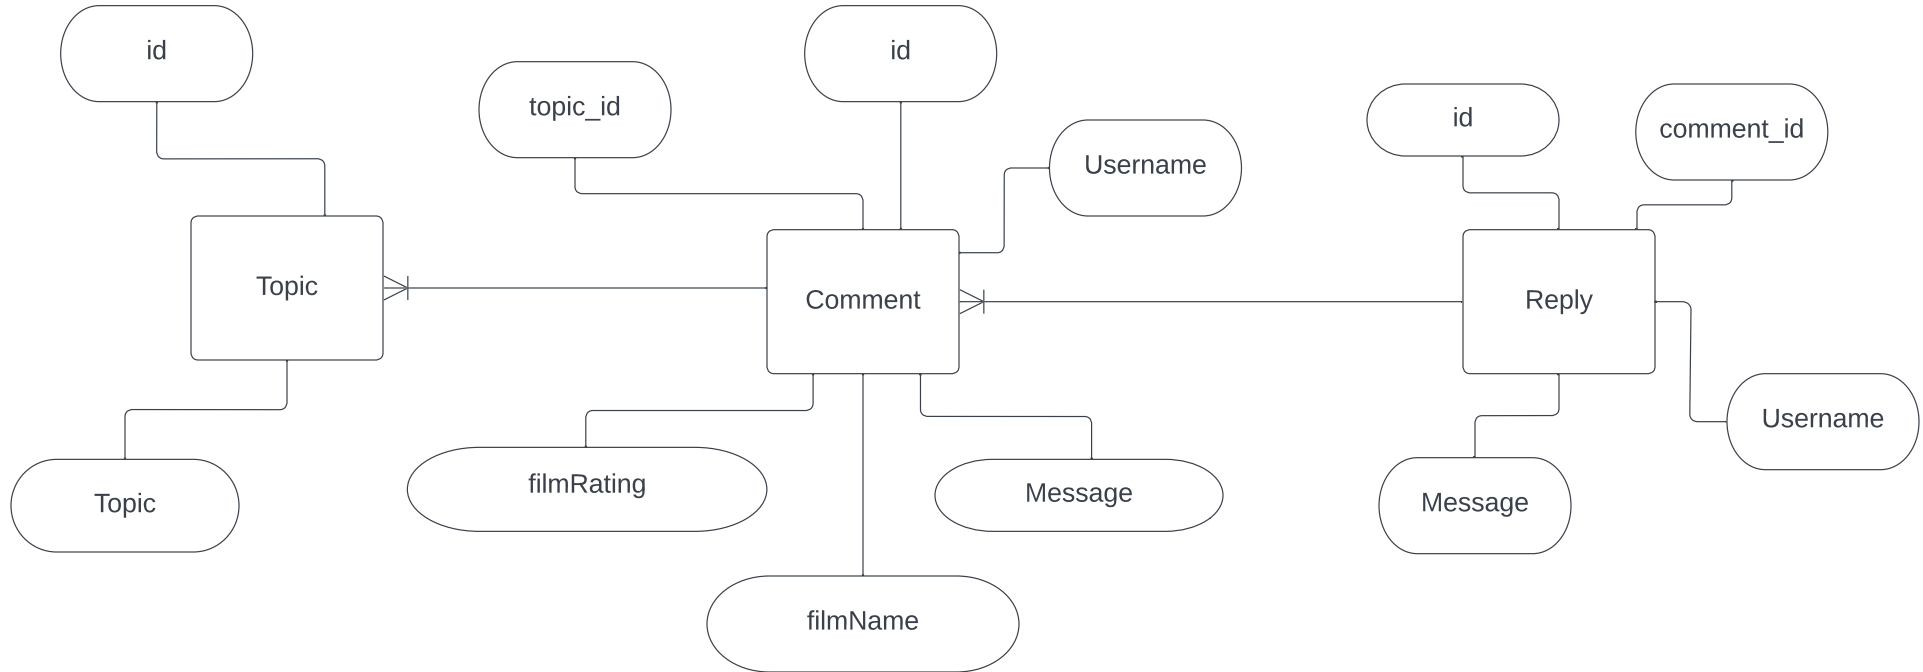 id
id
topic_id
id
comment_id
Username
Topic
Comment
Reply
Username
filmRating
Message
Topic
Message
filmName